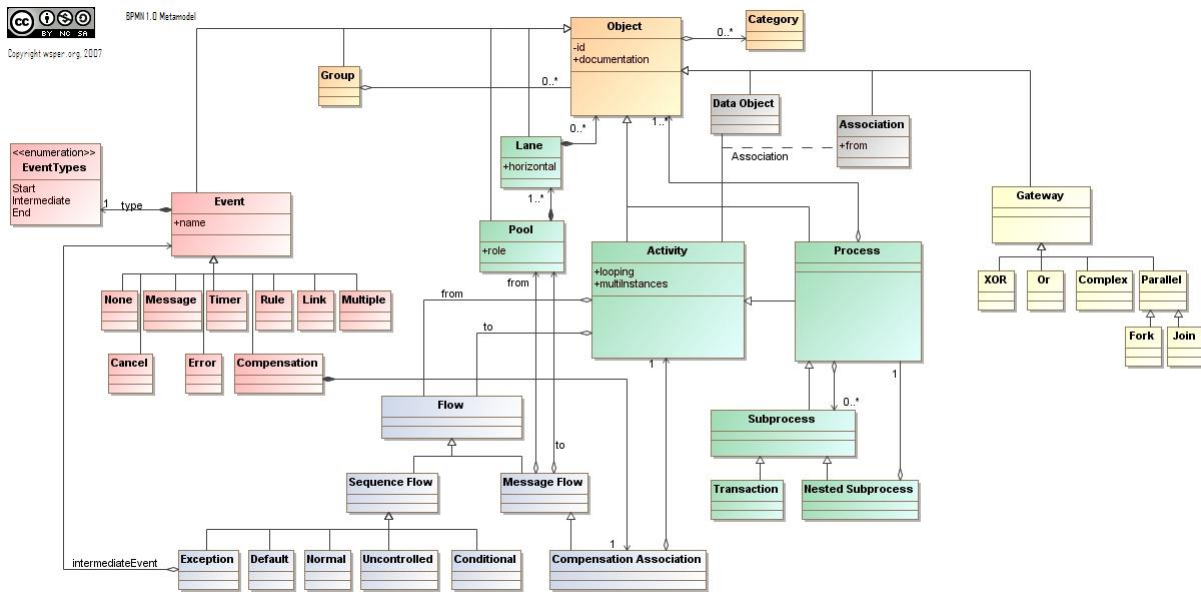 cc
BY NC SA
Copyright wsper.org, 2007
BPMN 1.0 Metamodel
Object
-id
+documentation
Category
0..*
Group
0..*
Data Object
Association
+from
Association
0..*
1..*
Lane
+horizontal
1..*
<<enumeration>>
EventTypes
Start
Intermediate
End
1
type
Event
+name
Pool
+role
Activity
+looping
+multiInstances
Process
Gateway
None
Message
Timer
Rule
Link
Multiple
from
from
to
XOR
Or
Complex
Parallel
Fork
Join
Cancel
Error
Compensation
1
1
0..*
Flow
Subprocess
to
Sequence Flow
Message Flow
Transaction
Nested Subprocess
1
intermediateEvent
Exception
Default
Normal
Uncontrolled
Conditional
Compensation Association